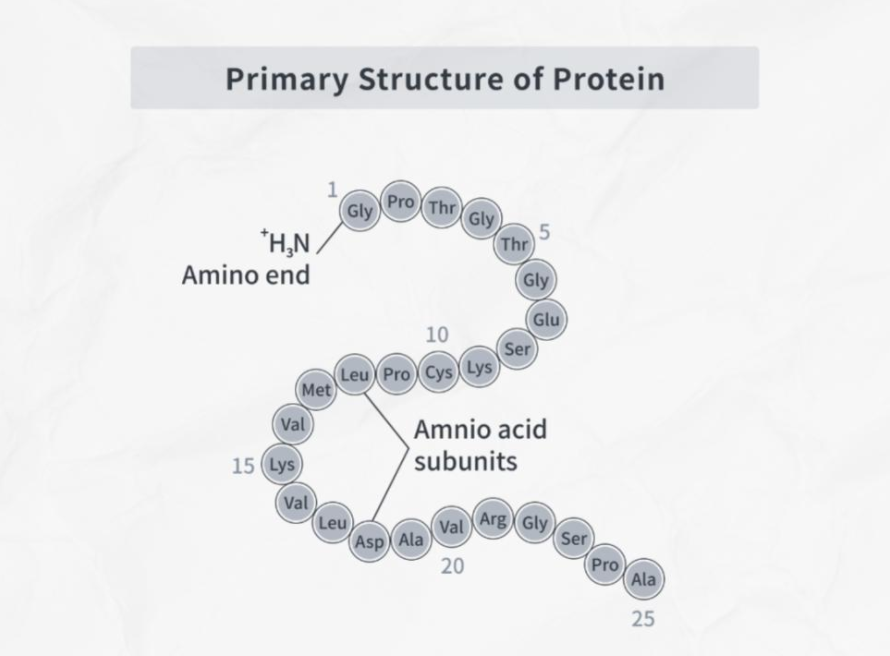 Primary Structure of Protein
1
Gly
Pro
Thr
Gly
Thr
5
⁺H₃N
Amino end
Gly
Glu
Ser
Lys
10
Cys
Pro
Leu
Met
Val
Amnio acid
subunits
15
Lys
Val
Leu
Asp
Ala
Val
20
Arg
Gly
Ser
Pro
Ala
25